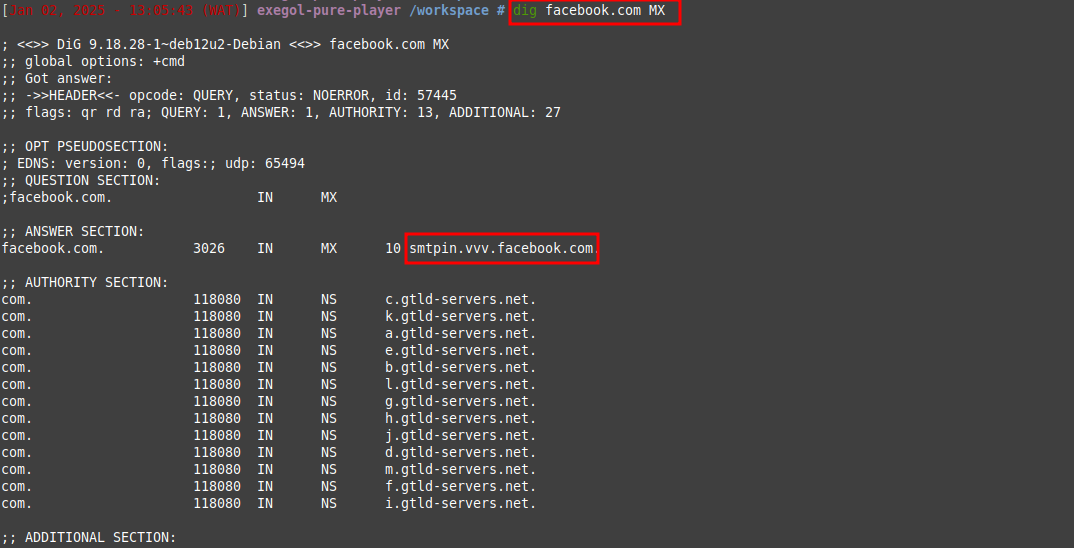 [Jan 02, 2025 - 13:05:43 (WAT)] exegol-pure-player /workspace # dig facebook.com MX
; <<>> DiG 9.18.28-1~deb12u2-Debian <<>> facebook.com MX
;; global options: +cmd
;; Got answer:
;; ->>HEADER<<- opcode: QUERY, status: NOERROR, id: 57445
;; flags: qr rd ra; QUERY: 1, ANSWER: 1, AUTHORITY: 13, ADDITIONAL: 27
;; OPT PSEUDOSECTION:
; EDNS: version: 0, flags:; udp: 65494
;; QUESTION SECTION:
;facebook.com. IN MX
;; ANSWER SECTION:
facebook.com. 3026 IN MX 10 smtpin.vvv.facebook.com.
;; AUTHORITY SECTION:
com. 118080 IN NS c.gtld-servers.net.
com. 118080 IN NS k.gtld-servers.net.
com. 118080 IN NS a.gtld-servers.net.
com. 118080 IN NS e.gtld-servers.net.
com. 118080 IN NS b.gtld-servers.net.
com. 118080 IN NS l.gtld-servers.net.
com. 118080 IN NS g.gtld-servers.net.
com. 118080 IN NS h.gtld-servers.net.
com. 118080 IN NS j.gtld-servers.net.
com. 118080 IN NS d.gtld-servers.net.
com. 118080 IN NS m.gtld-servers.net.
com. 118080 IN NS f.gtld-servers.net.
com. 118080 IN NS i.gtld-servers.net.
;; ADDITIONAL SECTION: